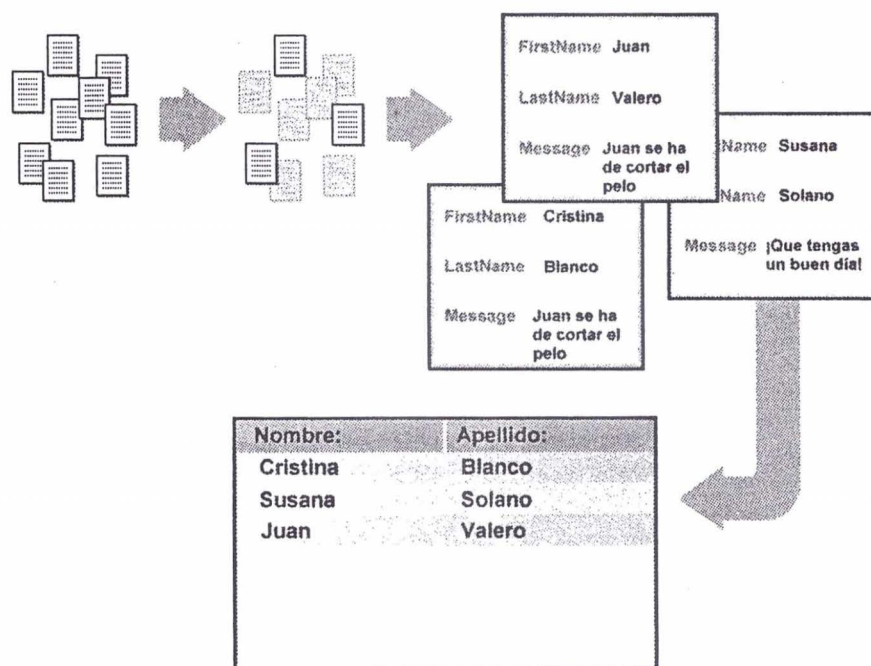 FirstName Juan
LastName Valero
Message Juan se ha
de cortar el
pelo
Name Susana
Name Solano
Message ¡Que tengas
un buen día!
FirstName Cristina
LastName Blanco
Message Juan se ha
de cortar el
pelo
Nombre: Apellido:
Cristina Blanco
Susana Solano
Juan Valero